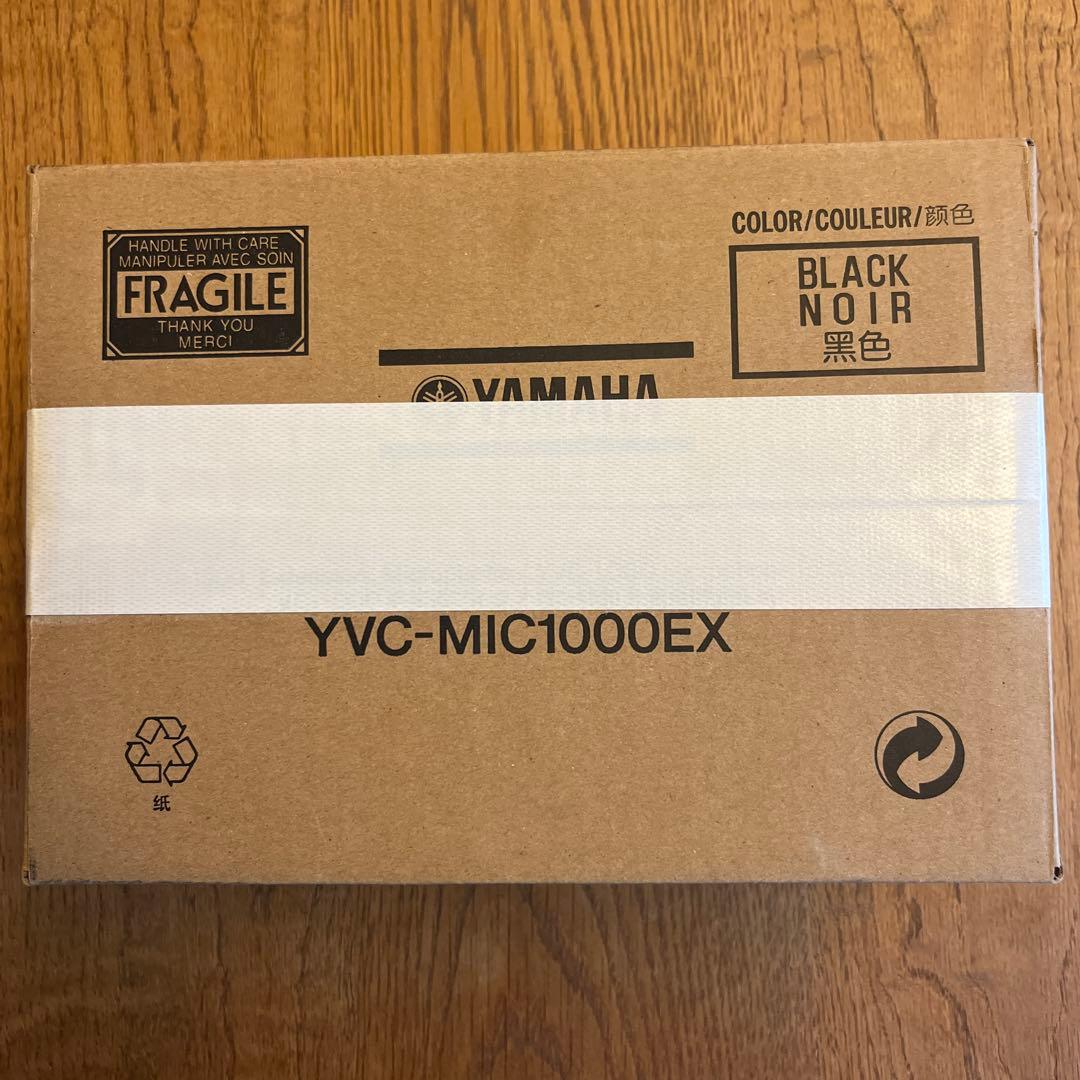 HANDLE WITH CARE
MANIPULER AVEC SOIN
FRAGILE
THANK YOU
MERCI
COLOR/COULEUR/颜色
BLACK
NOIR
黑色
YAMAHA
YVC-MIC1000EX
纸